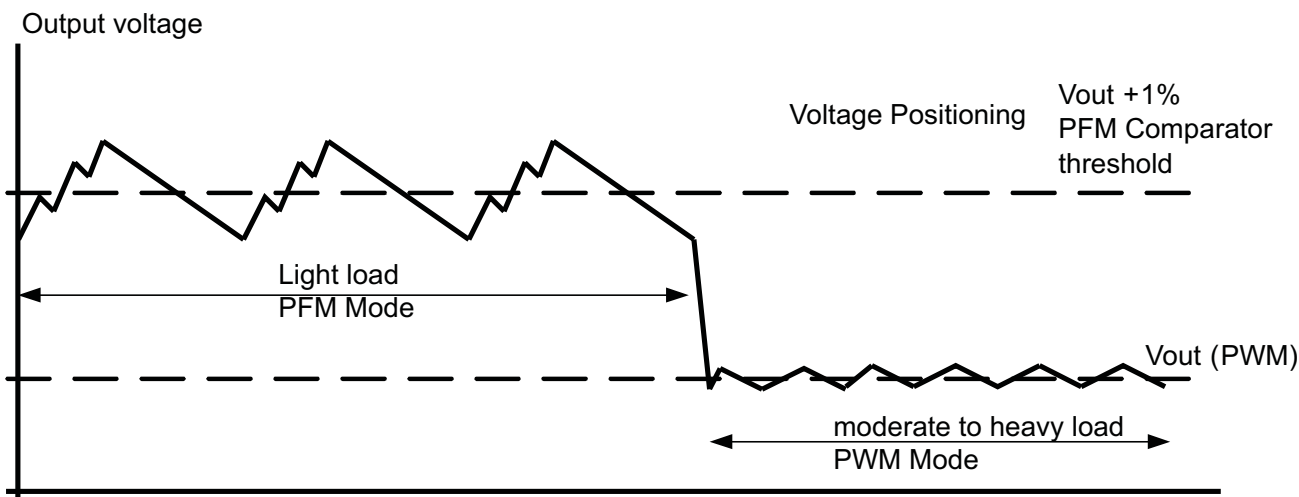 Output voltage
Voltage Positioning
Vout +1%
PFM Comparator
threshold
Light load
PFM Mode
Vout (PWM)
moderate to heavy load
PWM Mode